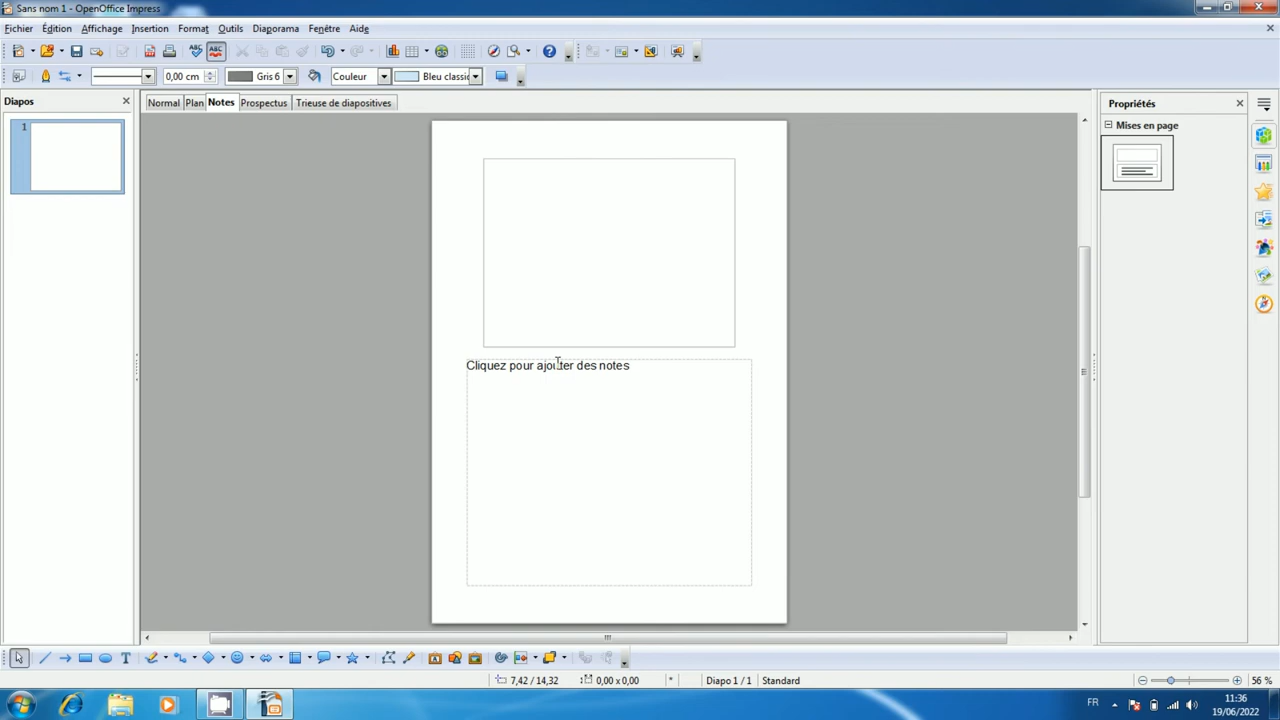 Sans nom 1 - OpenOffice Impress
Fichier Édition Affichage Insertion Format Outils Diaporama Fenêtre Aide
ABC ABC
0,00 cm Gris 6 Couleur Bleu classi
Diapos Normal Plan Notes Prospectus Trieuse de diapositives Propriétés
1
Mises en page
Cliquez pour ajouter des notes
T
7,42 / 14,32 0,00 x 0,00 * Diapo 1 / 1 Standard 56 %
FR 11:36
19/06/2022